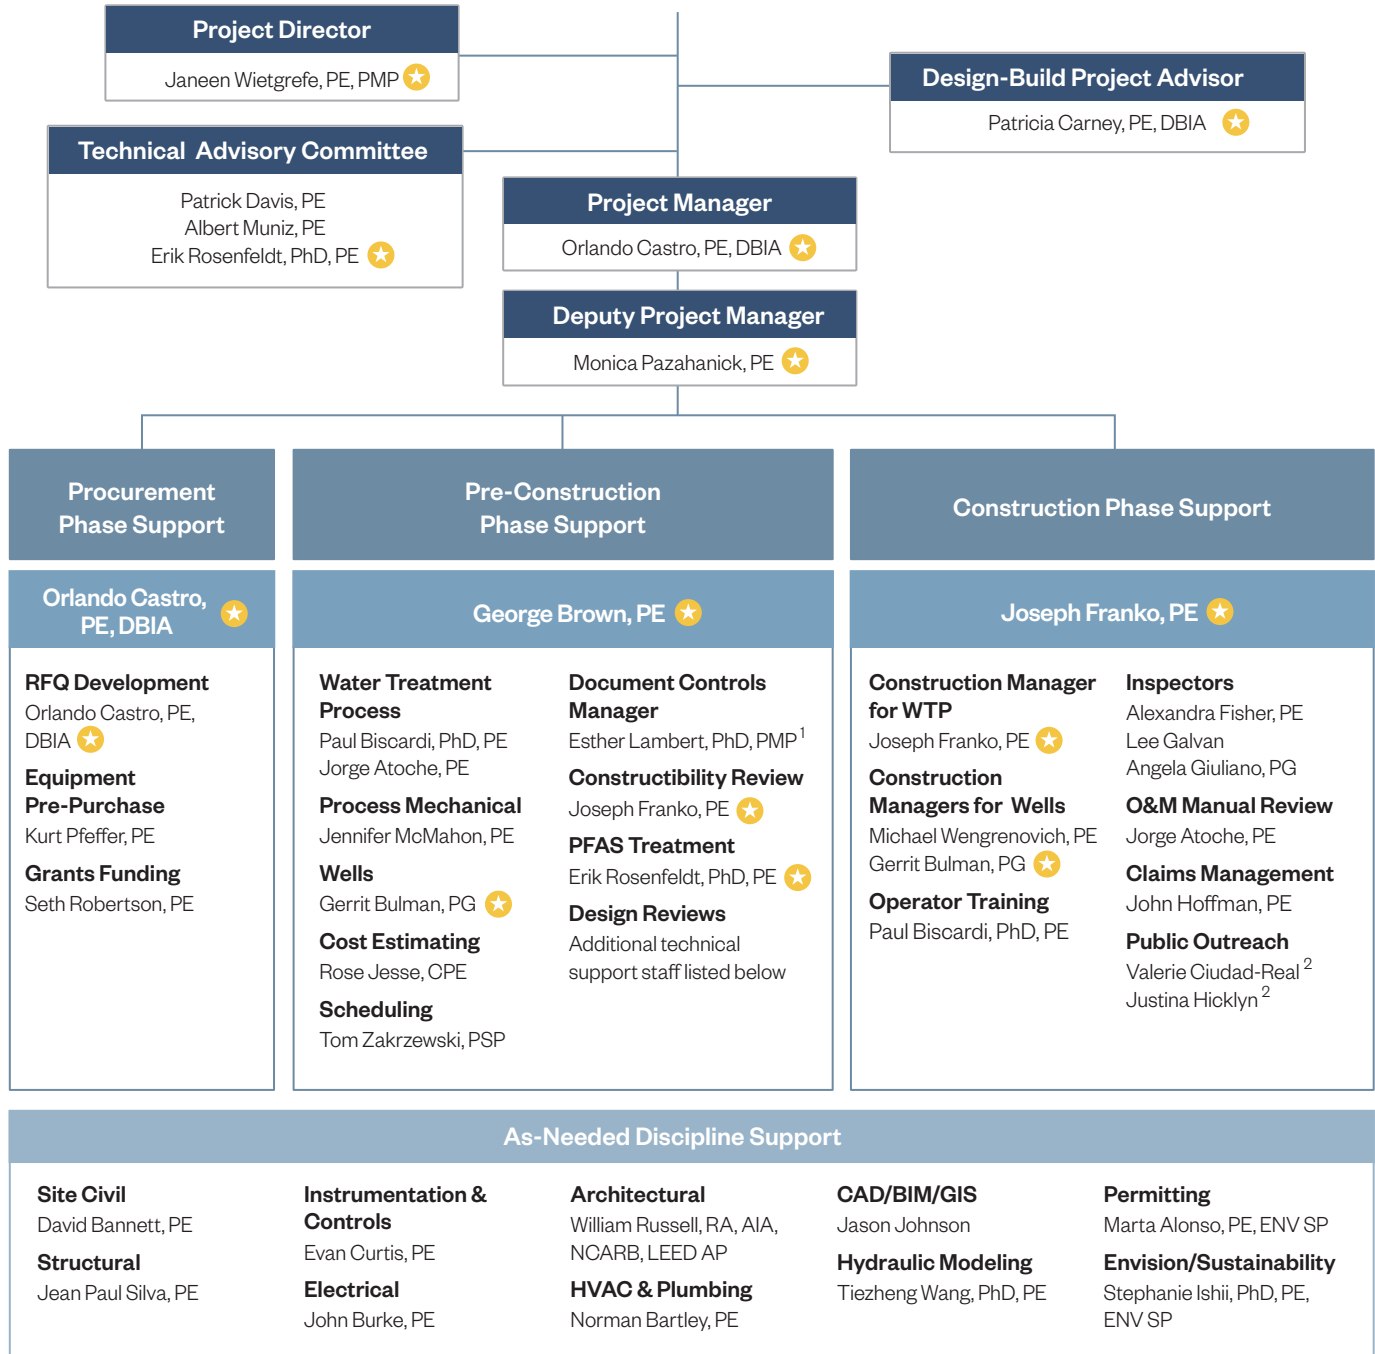 Project Director
Janeen Wietgrefe, PE, PMP
Design-Build Project Advisor
Patricia Carney, PE, DBIA
Technical Advisory Committee
Patrick Davis, PE
Albert Muniz, PE
Erik Rosenfeldt, PhD, PE
Project Manager
Orlando Castro, PE, DBIA
Deputy Project Manager
Monica Pazahanick, PE
Procurement
Phase Support
Orlando Castro,
PE, DBIA
RFQ Development
Orlando Castro, PE,
DBIA
Equipment
Pre-Purchase
Kurt Pfeffer, PE
Grants Funding
Seth Robertson, PE
Pre-Construction
Phase Support
George Brown, PE
Water Treatment
Process
Paul Biscardi, PhD, PE
Jorge Atoche, PE
Process Mechanical
Jennifer McMahon, PE
Wells
Gerrit Bulman, PG
Cost Estimating
Rose Jesse, CPE
Scheduling
Tom Zakrzewski, PSP
Document Controls
Manager
Esther Lambert, PhD, PMP 1
Constructibility Review
Joseph Franko, PE
PFAS Treatment
Erik Rosenfeldt, PhD, PE
Design Reviews
Additional technical
support staff listed below
Construction Phase Support
Joseph Franko, PE
Construction Manager
for WTP
Joseph Franko, PE
Construction
Managers for Wells
Michael Wengrenovich, PE
Gerrit Bulman, PG
Operator Training
Paul Biscardi, PhD, PE
Inspectors
Alexandra Fisher, PE
Lee Galvan
Angela Giuliano, PG
O&M Manual Review
Jorge Atoche, PE
Claims Management
John Hoffman, PE
Public Outreach
Valerie Ciudad-Real 2
Justina Hicklyn 2
As-Needed Discipline Support
Site Civil
David Bannett, PE
Structural
Jean Paul Silva, PE
Instrumentation &
Controls
Evan Curtis, PE
Electrical
John Burke, PE
Architectural
William Russell, RA, AIA,
NCARB, LEED AP
HVAC & Plumbing
Norman Bartley, PE
CAD/BIM/GIS
Jason Johnson
Hydraulic Modeling
Tiezheng Wang, PhD, PE
Permitting
Marta Alonso, PE, ENV SP
Envision/Sustainability
Stephanie Ishii, PhD, PE,
ENV SP